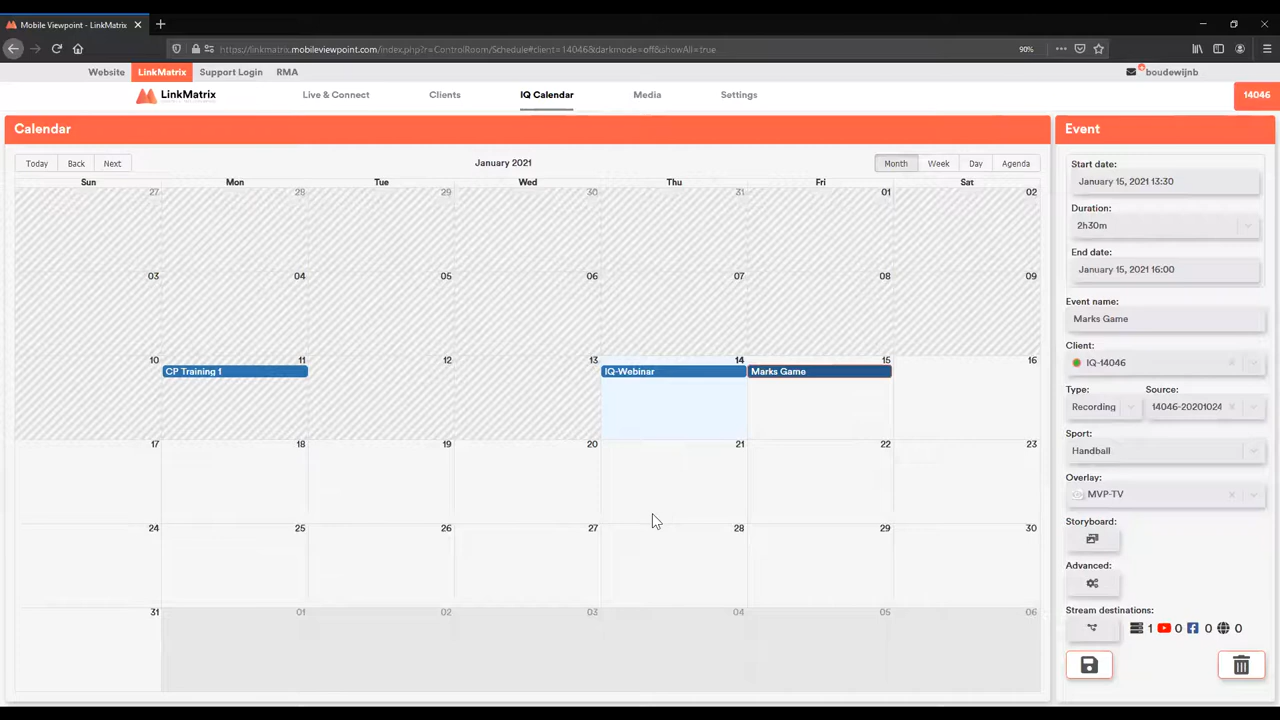 Mobile Viewpoint - LinkMatrix
https://linkmatrix.mobileviewpoint.com/index.php?r=ControlRoom/Schedule#client=14046&darkmode=off&showAll=true
90%
Website LinkMatrix Support Login RMA
boudewijnb
LinkMatrix Live & Connect Clients IQ Calendar Media Settings 14046
Calendar
Today Back Next January 2021 Month Week Day Agenda
Sun Mon Tue Wed Thu Fri Sat
27 28 29 30 31 01 02
03 04 05 06 07 08 09
10 11 12 13 14 15 16
CP Training 1 IQ-Webinar Marks Game
17 18 19 20 21 22 23
24 25 26 27 28 29 30
31 01 02 03 04 05 06
Event
Start date:
January 15, 2021 13:30
Duration:
2h30m
End date:
January 15, 2021 16:00
Event name:
Marks Game
Client:
IQ-14046
Type: Source:
Recording 14046-20201024
Sport:
Handball
Overlay:
MVP-TV
Storyboard:
Advanced:
Stream destinations:
1 0 0 0